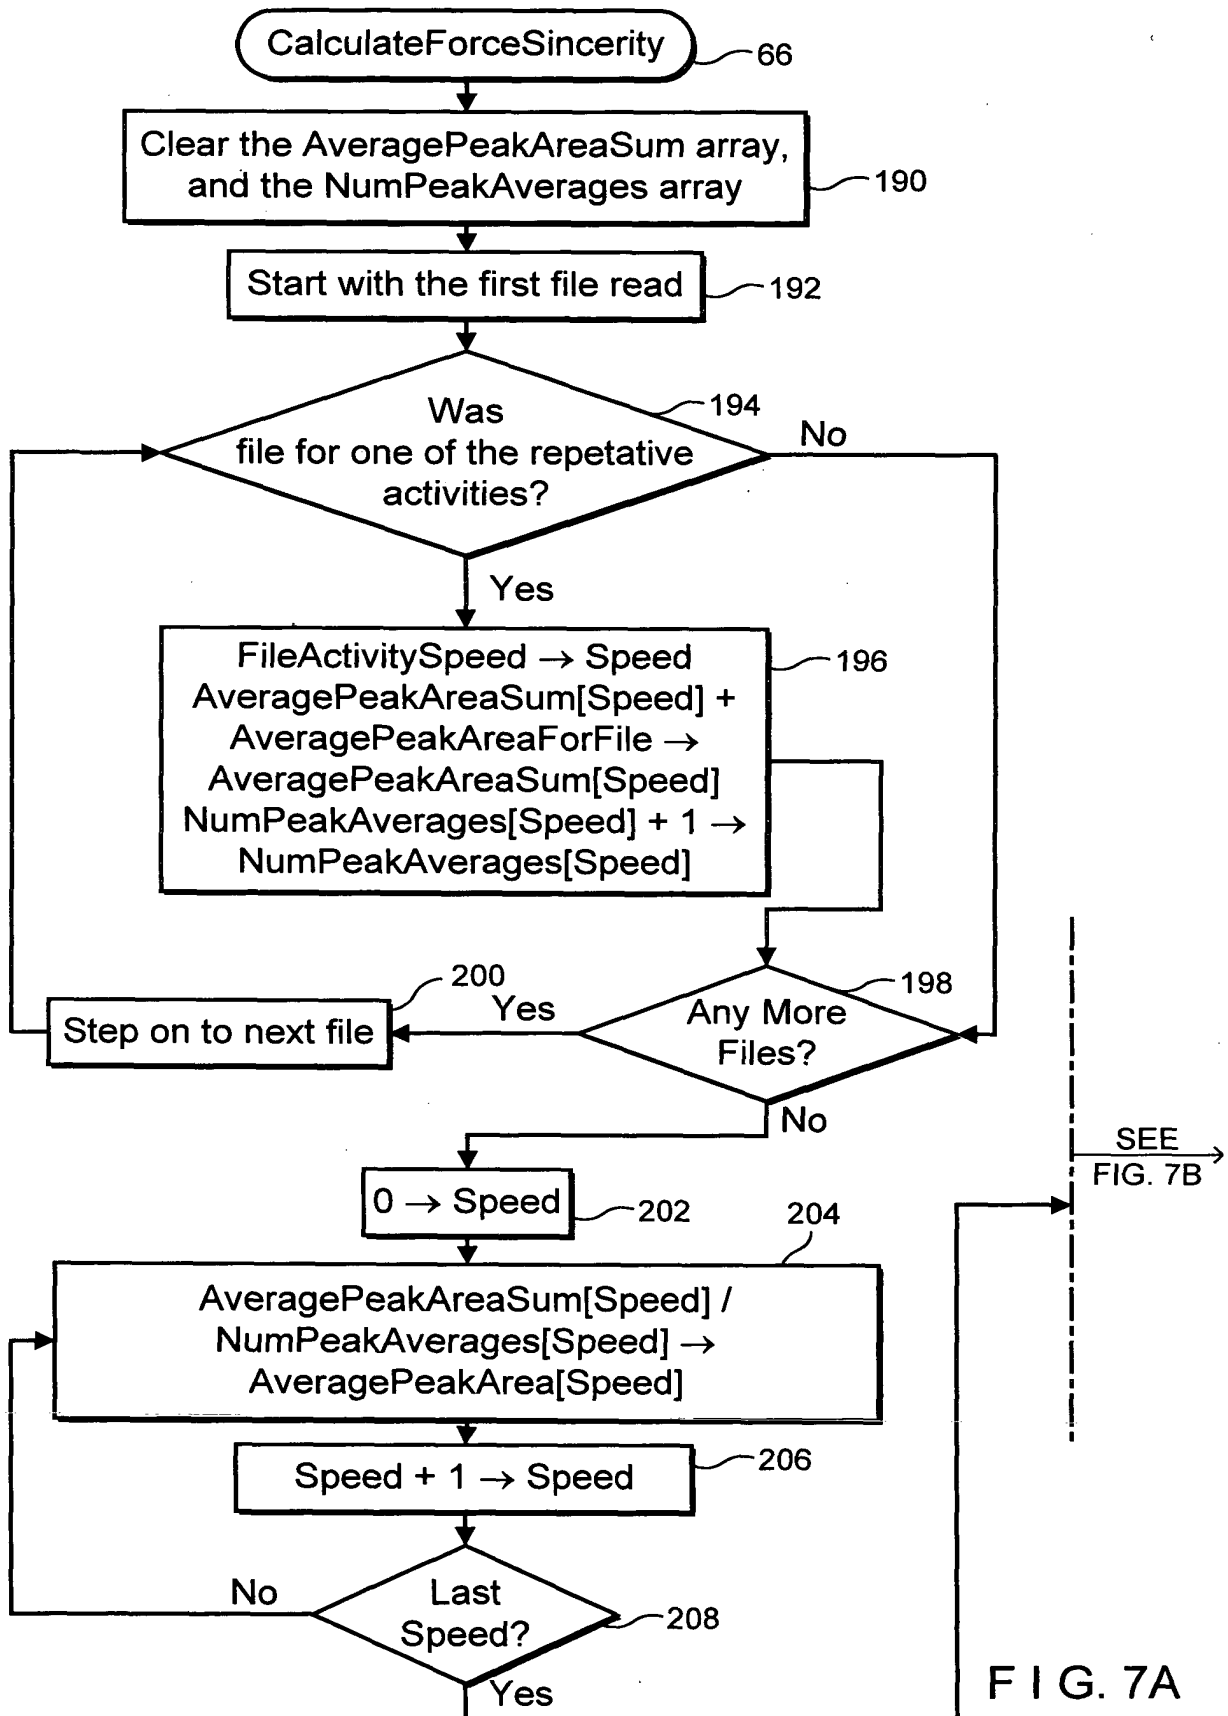 CalculateForceSincerity
66
Clear the AveragePeakAreaSum array,
and the NumPeakAverages array
190
Start with the first file read
192
Was
file for one of the repetative
activities?
194
No
Yes
FileActivitySpeed → Speed
AveragePeakAreaSum[Speed] +
AveragePeakAreaForFile →
AveragePeakAreaSum[Speed]
NumPeakAverages[Speed] + 1 →
NumPeakAverages[Speed]
196
200
Step on to next file
Yes
Any More
Files?
198
No
SEE
FIG. 7B
0 → Speed
202
204
AveragePeakAreaSum[Speed] /
NumPeakAverages[Speed] →
AveragePeakArea[Speed]
Speed + 1 → Speed
206
No
Last
Speed?
208
Yes
FIG. 7A